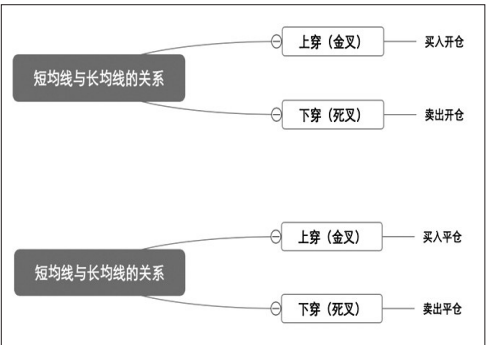 上穿（金叉）
买入开仓
短均线与长均线的关系
下穿（死叉）
卖出开仓
上穿（金叉）
买入平仓
短均线与长均线的关系
下穿（死叉）
卖出平仓